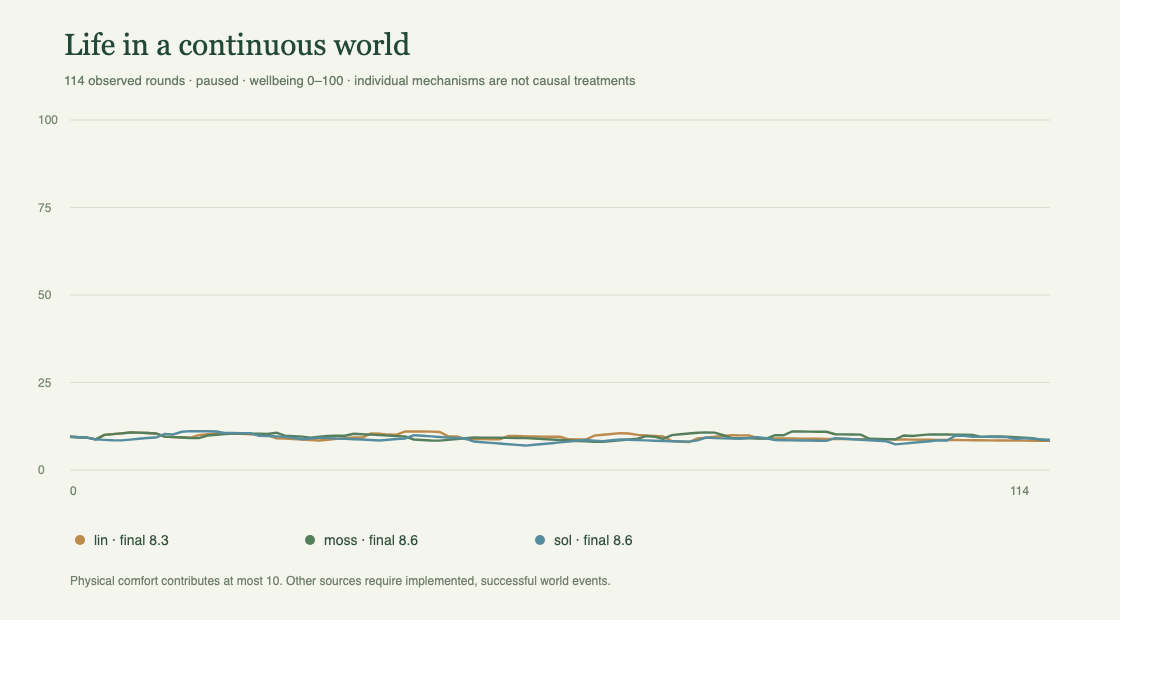 Life in a continuous world
114 observed rounds · paused · wellbeing 0–100 · individual mechanisms are not causal treatments
100
75
50
25
0
0 114
lin · final 8.3 moss · final 8.6 sol · final 8.6
Physical comfort contributes at most 10. Other sources require implemented, successful world events.